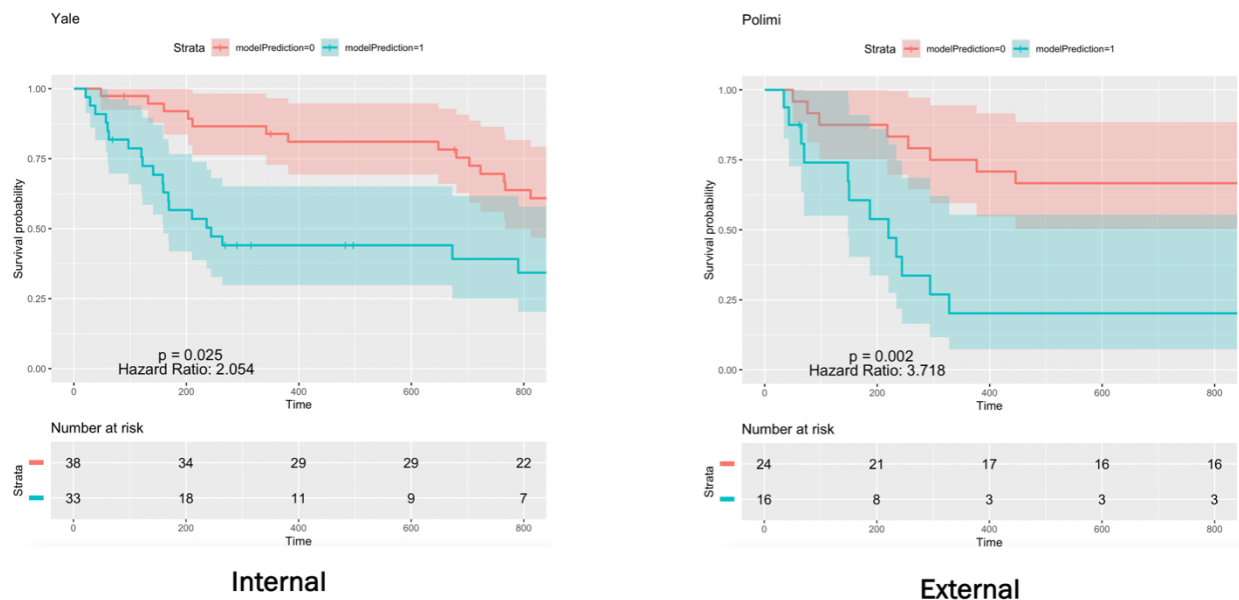 Yale
Strata modelPrediction=0 modelPrediction=1
1.00
0.75
0.50
0.25
0.00
Survival probability
p = 0.025
Hazard Ratio: 2.054
0 200 400 600 800
Time
Number at risk
Strata
38 34 29 29 22
33 18 11 9 7
0 200 400 600 800
Time
Internal
Polimi
Strata modelPrediction=0 modelPrediction=1
1.00
0.75
0.50
0.25
0.00
Survival probability
p = 0.002
Hazard Ratio: 3.718
0 200 400 600 800
Time
Number at risk
Strata
24 21 17 16 16
16 8 3 3 3
0 200 400 600 800
Time
External